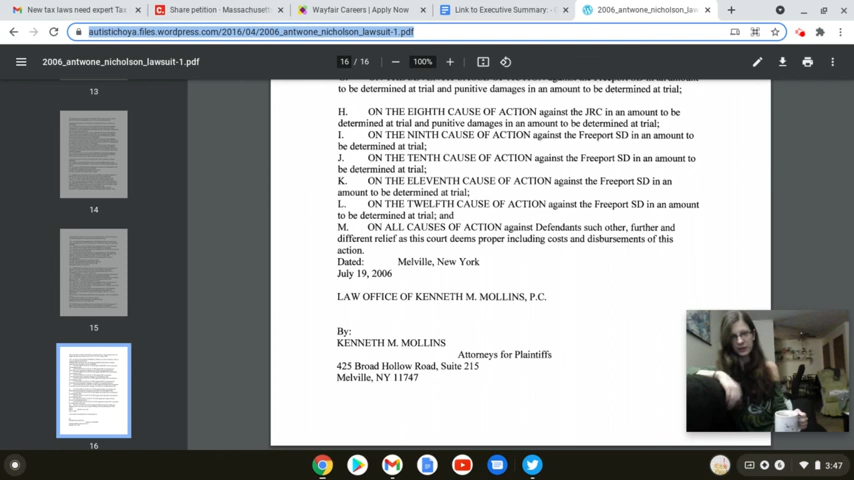 New tax laws need expert Tax
Share petition · Massachuset
Wayfair Careers | Apply Now
Link to Executive Summary: -
2006_antwone_nicholson_law
autistichoya.files.wordpress.com/2016/04/2006_antwone_nicholson_lawsuit-1.pdf
2006_antwone_nicholson_lawsuit-1.pdf
16 / 16
100%
to be determined at trial and punitive damages in an amount to be determined at trial;
H. ON THE EIGHTH CAUSE OF ACTION against the JRC in an amount to be
determined at trial and punitive damages in an amount to be determined at trial;
I. ON THE NINTH CAUSE OF ACTION against the Freeport SD in an amount to
be determined at trial;
J. ON THE TENTH CAUSE OF ACTION against the Freeport SD in an amount to
be determined at trial;
K. ON THE ELEVENTH CAUSE OF ACTION against the Freeport SD in an
amount to be determined at trial;
L. ON THE TWELFTH CAUSE OF ACTION against the Freeport SD in an amount
to be determined at trial; and
M. ON ALL CAUSES OF ACTION against Defendants such other, further and
different relief as this court deems proper including costs and disbursements of this
action.
Dated: Melville, New York
July 19, 2006
LAW OFFICE OF KENNETH M. MOLLINS, P.C.
By:
KENNETH M. MOLLINS
Attorneys for Plaintiffs
425 Broad Hollow Road, Suite 215
Melville, NY 11747
13
14
15
16
6
3:47